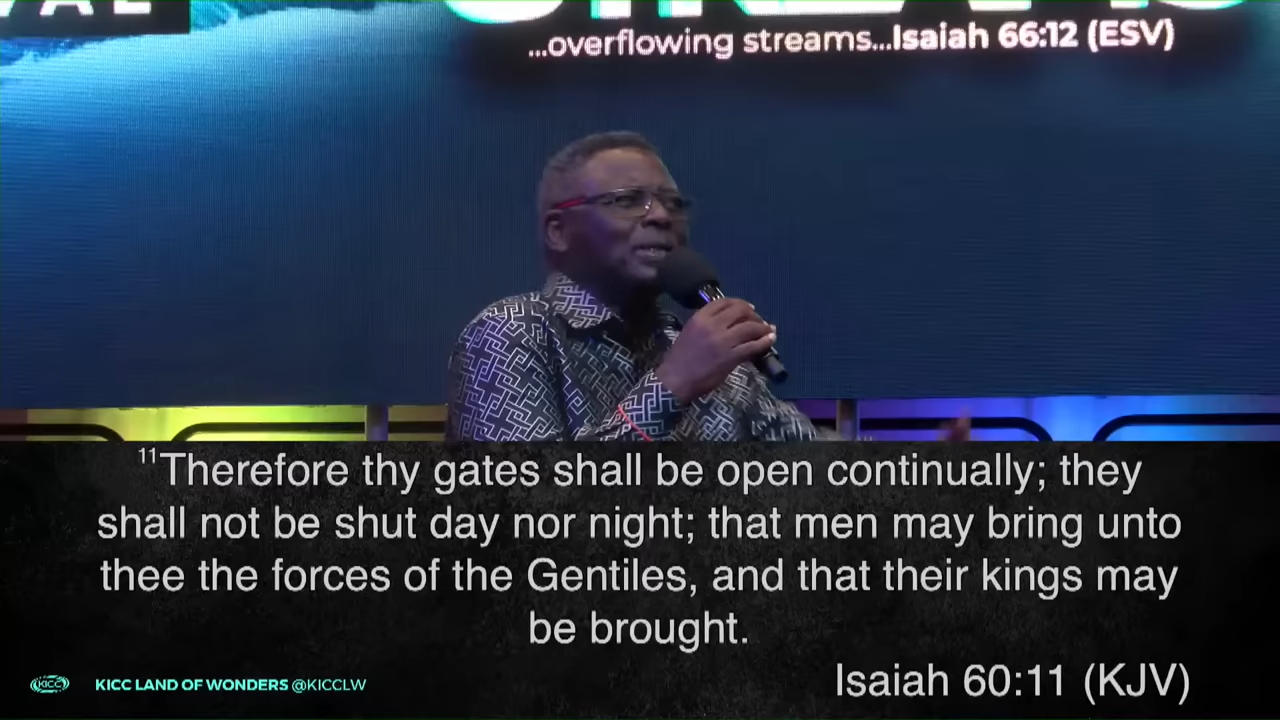 ...overflowing streams...Isaiah 66:12 (ESV)
11Therefore thy gates shall be open continually; they
shall not be shut day nor night; that men may bring unto
thee the forces of the Gentiles, and that their kings may
be brought.
Isaiah 60:11 (KJV)
KICC
KICC LAND OF WONDERS @KICCLW